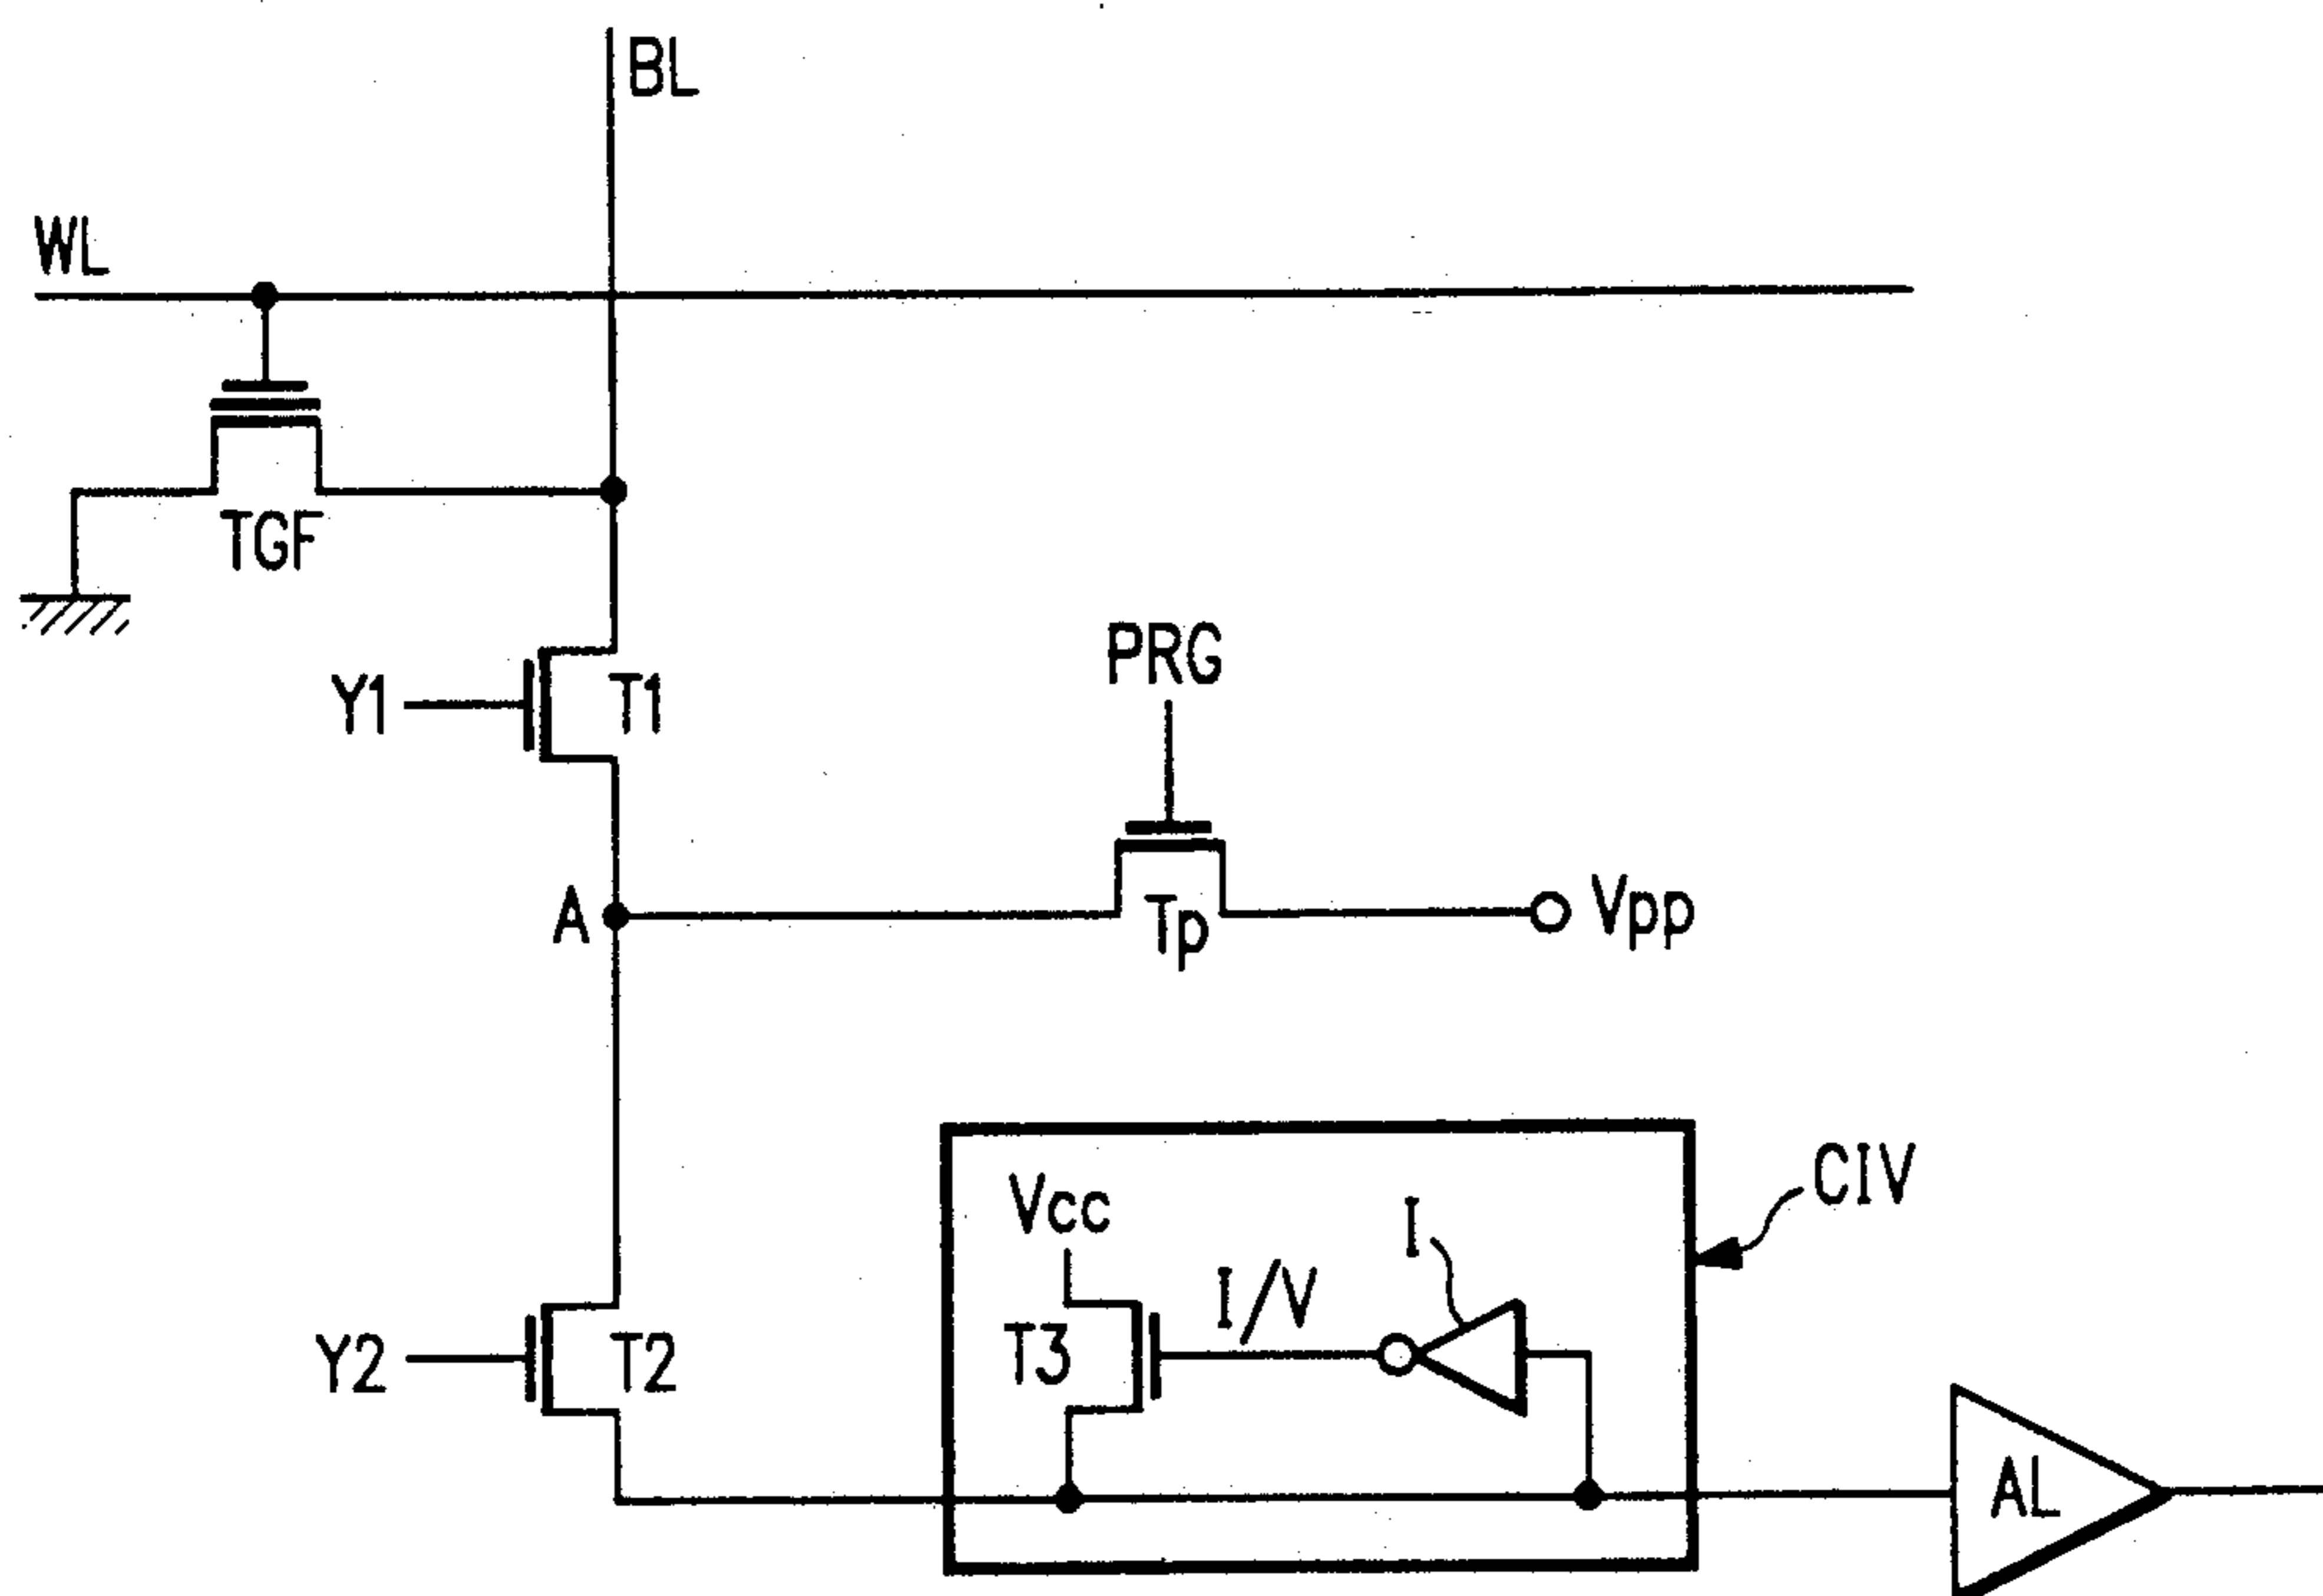 BL
WL
TGF
Y1
T1
PRG
A
Tp
Vpp
Vcc
I
CIV
I/V
T3
Y2
T2
AL